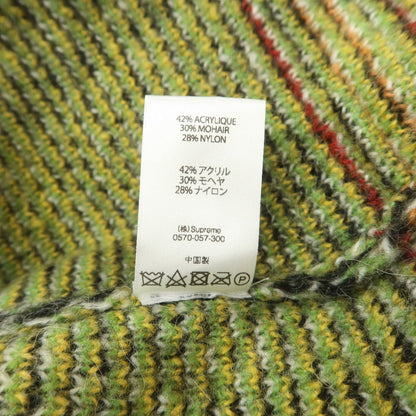 42% ACRYLIQUE
30% MOHAIR
28% NYLON
42% アクリル
30% モヘヤ
28% ナイロン
(株) Supreme
0570-057-300
中国製